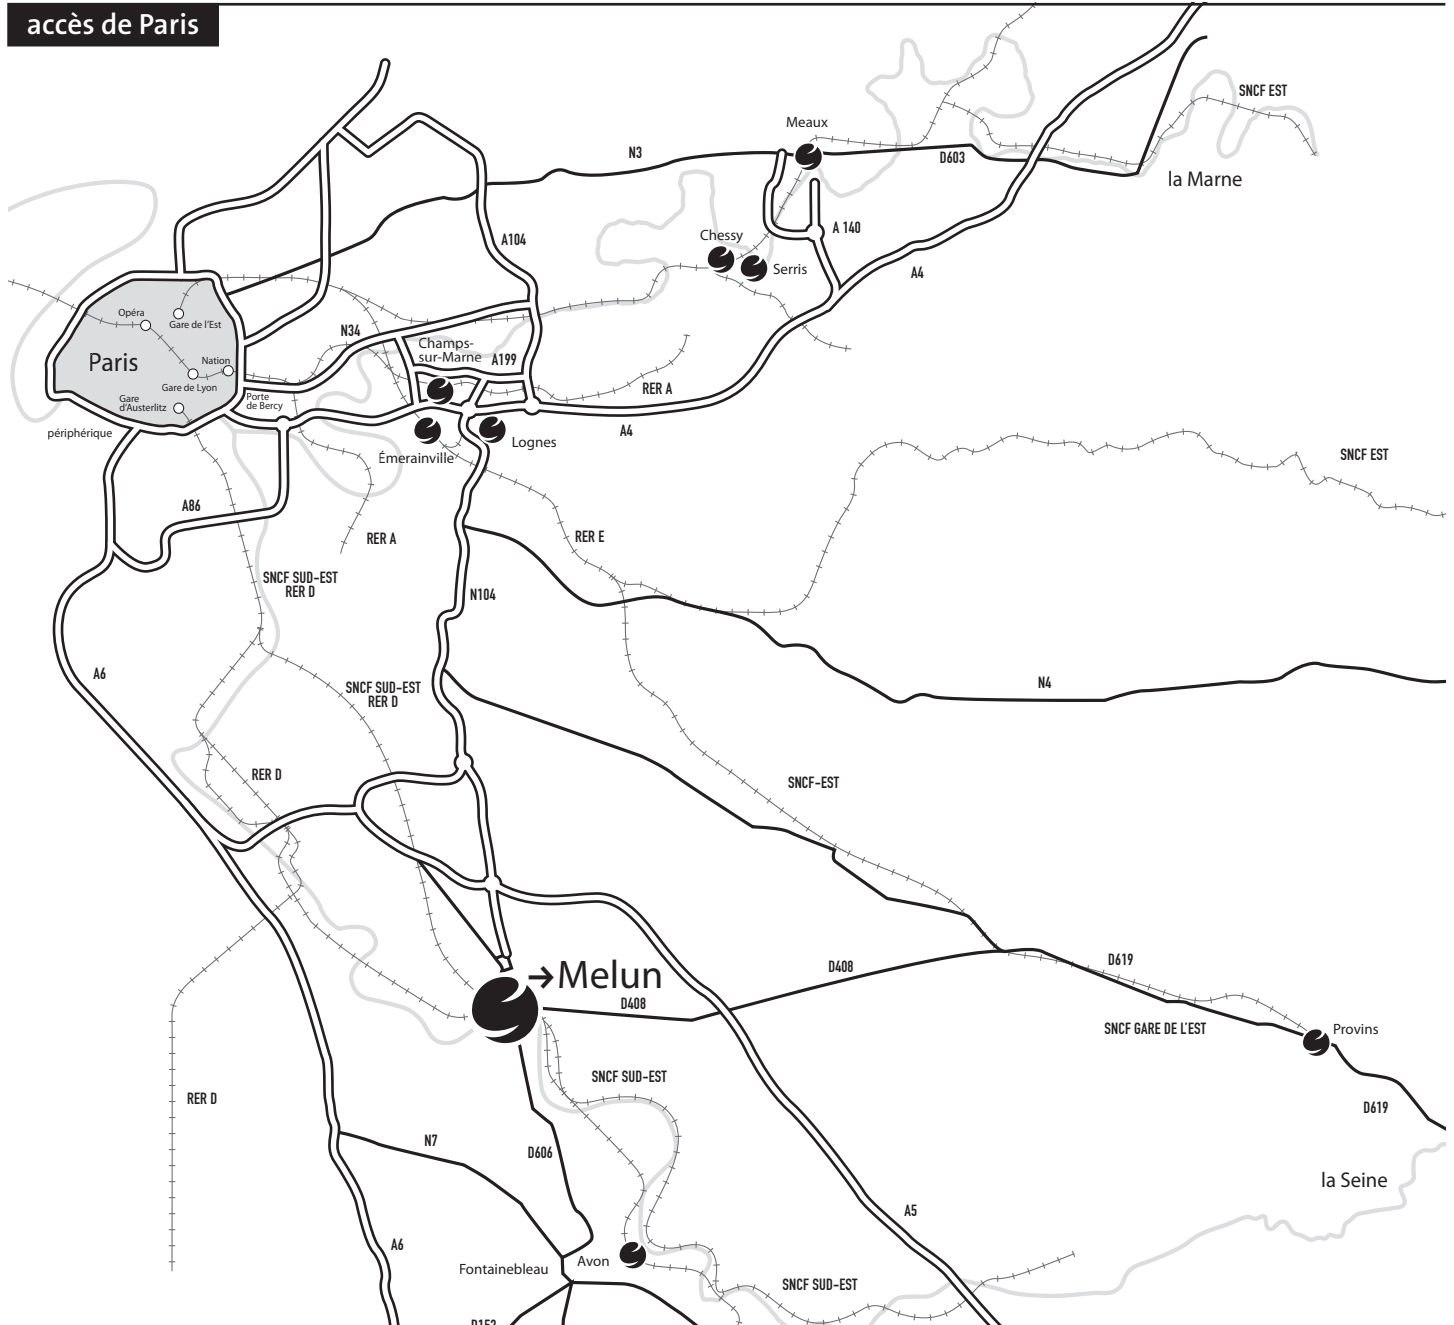 accès de Paris
SNCF EST
Meaux
N3
D603
la Marne
A 140
A104
Chessy
Serris
A4
Opéra
Gare de l'Est
N34
Champs-
sur-Marne
A199
Paris
Nation
Gare de Lyon
RER A
Gare
d'Austerlitz
Porte
de Bercy
périphérique
A4
Lognes
Émerainville
SNCF EST
A86
RER A
RER E
SNCF SUD-EST
RER D
N104
A6
SNCF SUD-EST
RER D
N4
RER D
SNCF-EST
→Melun
D408
D619
D408
SNCF GARE DE L'EST
Provins
SNCF SUD-EST
RER D
D619
N7
D606
la Seine
A5
A6
Fontainebleau
Avon
SNCF SUD-EST
D152